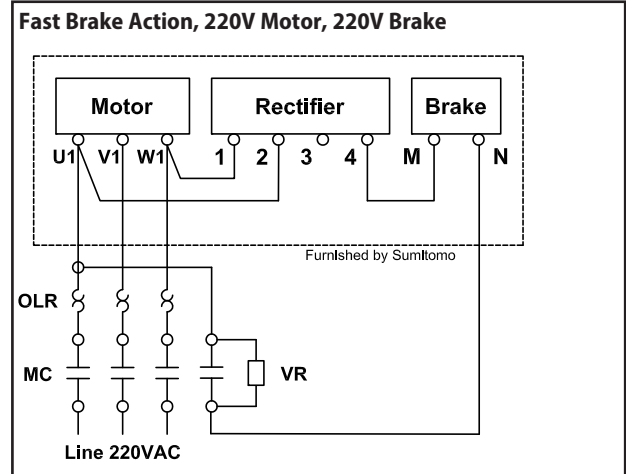 Fast Brake Action, 220V Motor, 220V Brake
Motor Rectifier Brake
U1 V1 W1 1 2 3 4 M N
Furnished by Sumitomo
OLR
MC VR
Line 220VAC